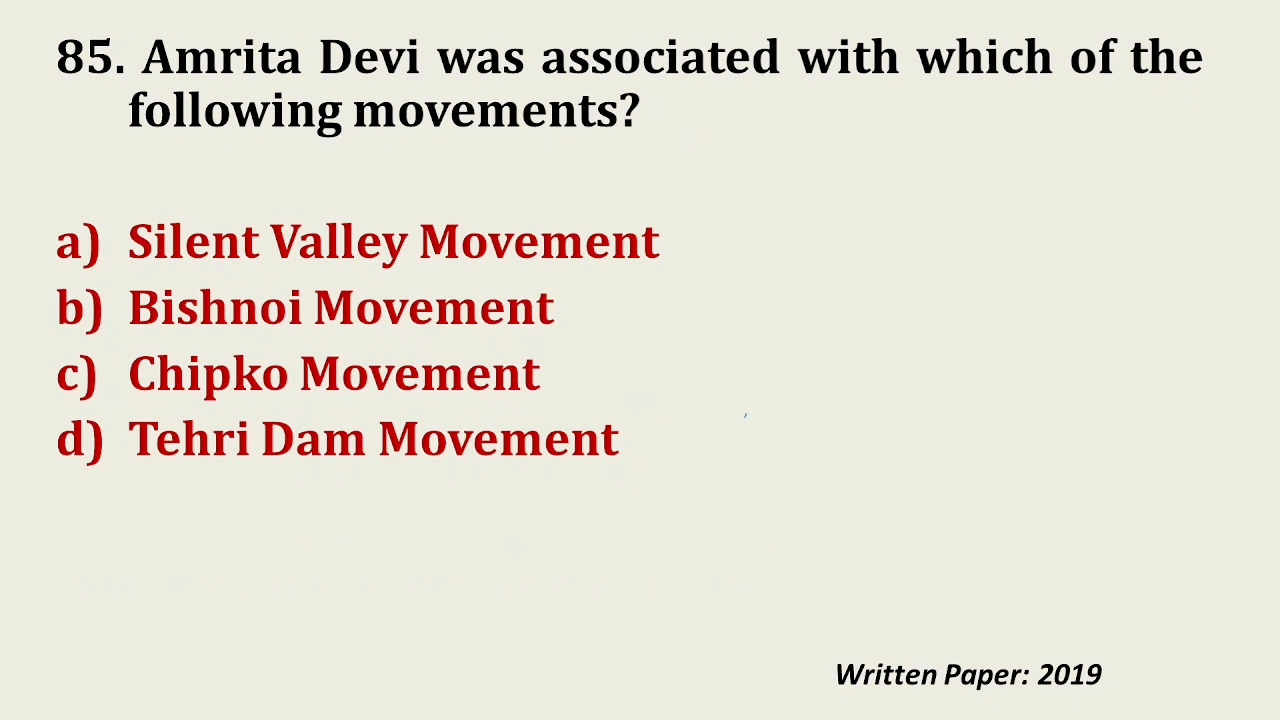 85. Amrita Devi was associated with which of the
following movements?
a) Silent Valley Movement
b) Bishnoi Movement
c) Chipko Movement
d) Tehri Dam Movement
Written Paper: 2019